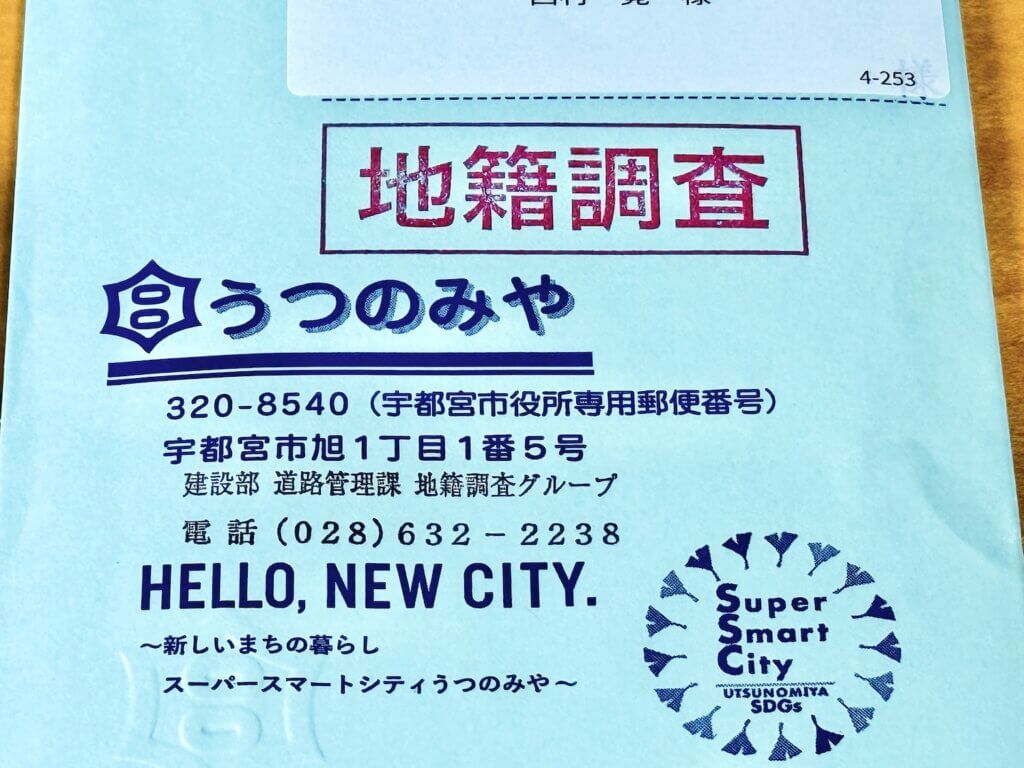 様
4-253
様
地籍調査
うつのみや
320-8540（宇都宮市役所専用郵便番号）
宇都宮市旭1丁目1番5号
建設部 道路管理課 地籍調査グループ
電話（028）632－2238
HELLO, NEW CITY.
～新しいまちの暮らし
スーパースマートシティうつのみや～
Super
Smart
City
UTSUNOMIYA
SDGs